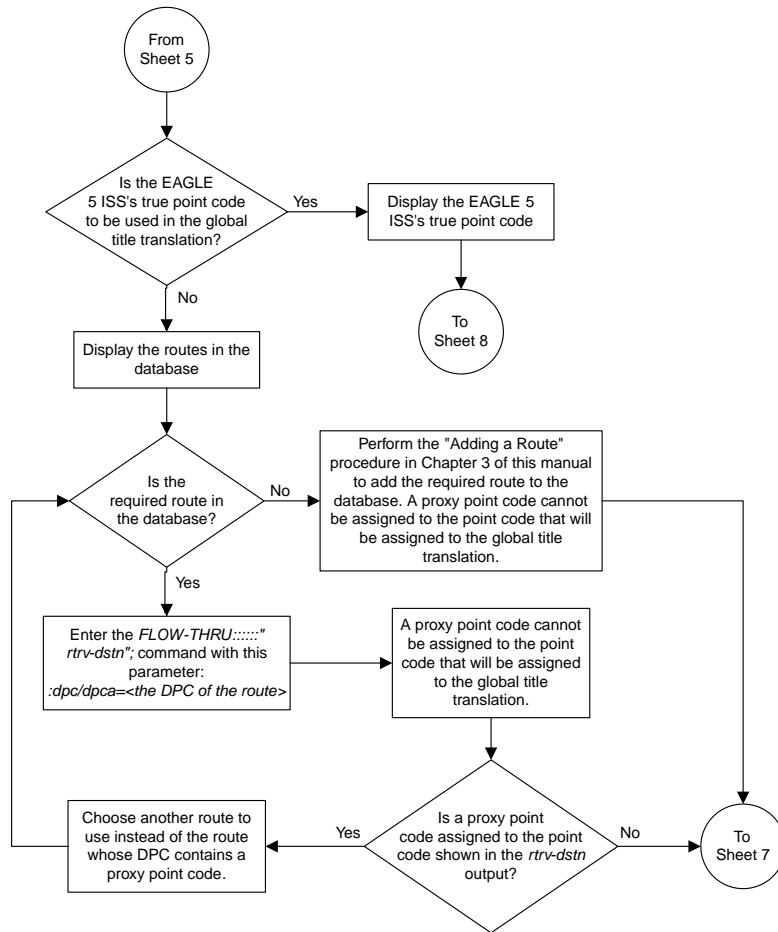 From
Sheet 5
Is the EAGLE
5 ISS's true point code
to be used in the global
title translation?
Yes
Display the EAGLE 5
ISS's true point code
No
To
Sheet 8
Display the routes in the
database
Is the
required route in
the database?
No
Perform the "Adding a Route"
procedure in Chapter 3 of this manual
to add the required route to the
database. A proxy point code cannot
be assigned to the point code that will
be assigned to the global title
translation.
Yes
Enter the FLOW-THRU::::::"
rtrv-dstn"; command with this
parameter:
:dpc/dpca=<the DPC of the route>
A proxy point code cannot
be assigned to the point
code that will be assigned
to the global title
translation.
Is a proxy point
code assigned to the point
code shown in the rtrv-dstn
output?
Yes
Choose another route to
use instead of the route
whose DPC contains a
proxy point code.
No
To
Sheet 7